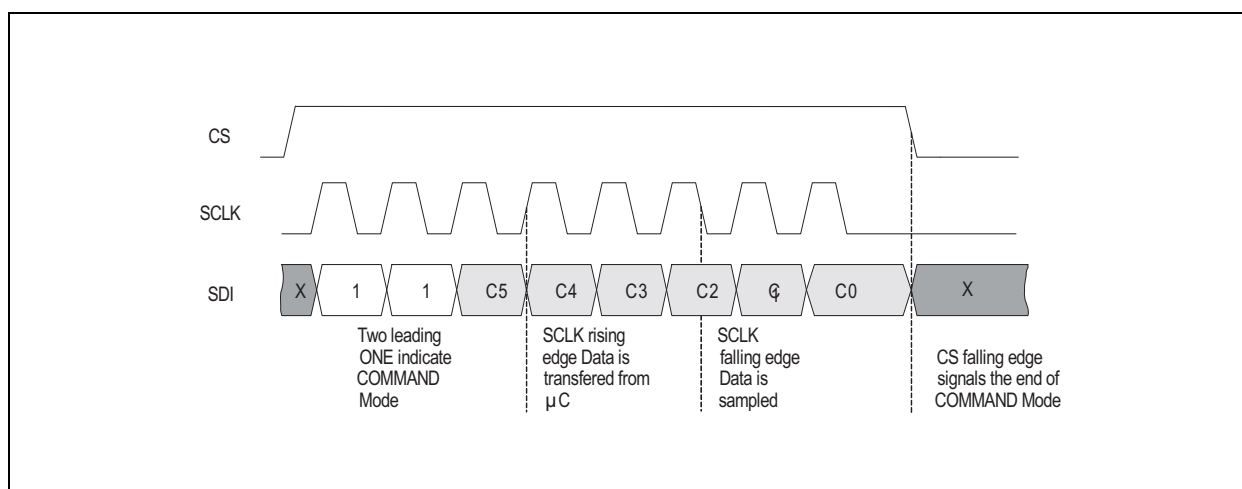 CS
SCLK
SDI
X 1 1 C5 C4 C3 C2 C1 C0 X
Two leading
ONE indicate
COMMAND
Mode
SCLK rising
edge Data is
transfered from
µC
SCLK
falling edge
Data is
sampled
CS falling edge
signals the end of
COMMAND Mode